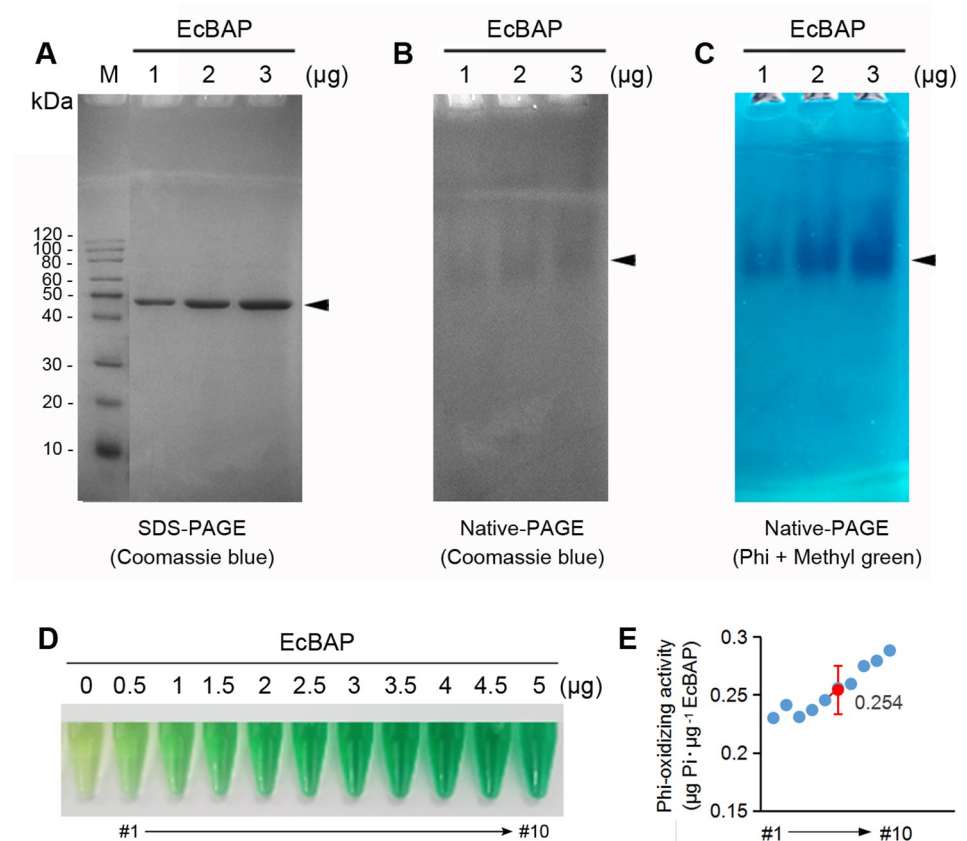 A
EcBAP
M 1 2 3 (µg)
kDa
120 -
100 -
80 -
60 -
50 -
40 -
30 -
20 -
10 -
SDS-PAGE
(Coomassie blue)
B
EcBAP
1 2 3 (µg)
Native-PAGE
(Coomassie blue)
C
EcBAP
1 2 3 (µg)
Native-PAGE
(Phi + Methyl green)
D
EcBAP
0 0.5 1 1.5 2 2.5 3 3.5 4 4.5 5 (µg)
#1 #10
E
Phi-oxidizing activity
(µg Pi·µg⁻¹ EcBAP)
0.3
0.25
0.2
0.15
0.254
#1 #10